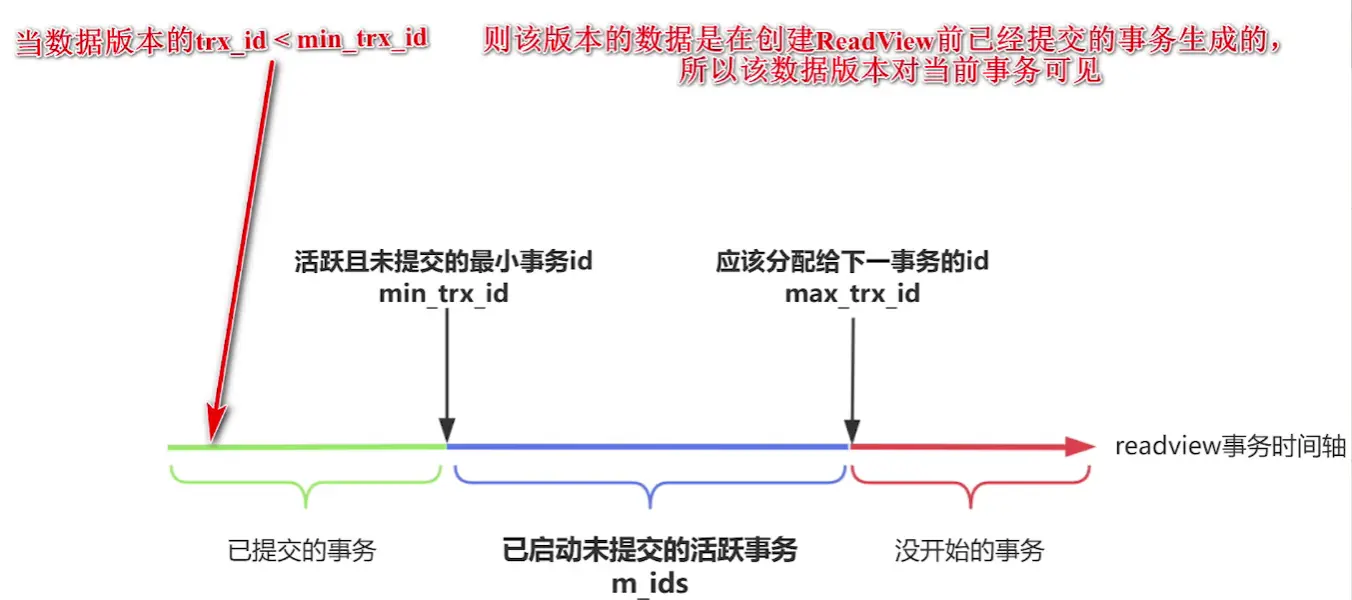 当数据版本的trx_id < min_trx_id
则该版本的数据是在创建ReadView前已经提交的事务生成的，
所以该数据版本对当前事务可见
活跃且未提交的最小事务id
min_trx_id
应该分配给下一事务的id
max_trx_id
readview事务时间轴
已提交的事务
已启动未提交的活跃事务
m_ids
没开始的事务